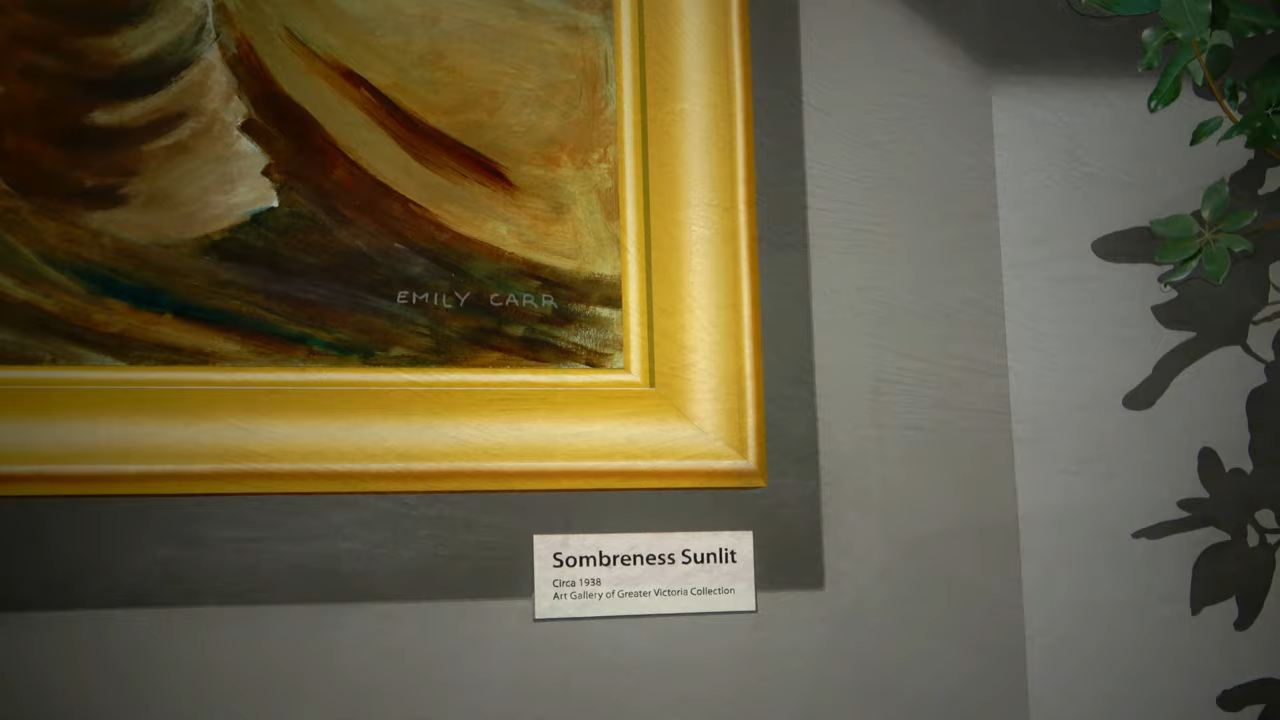 EMILY CARR
Sombreness Sunlit
Circa 1938
Art Gallery of Greater Victoria Collection